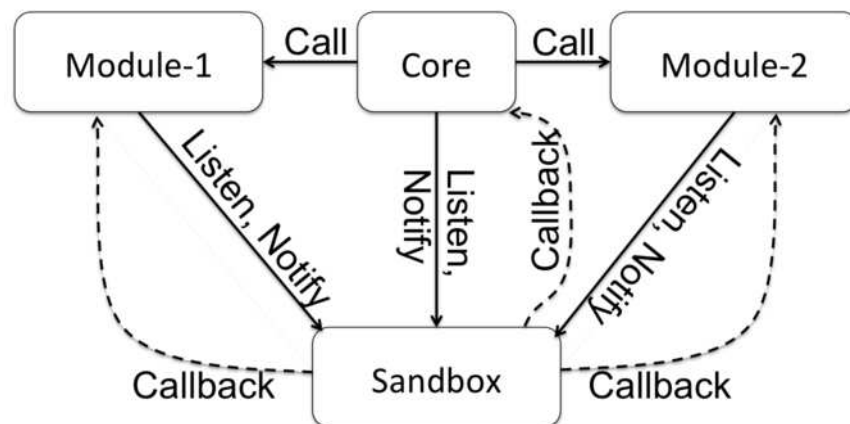 Call
Call
Module-1
Core
Module-2
Listen, Notify
Listen,
Notify
Callback
Listen, Notify
Callback
Sandbox
Callback